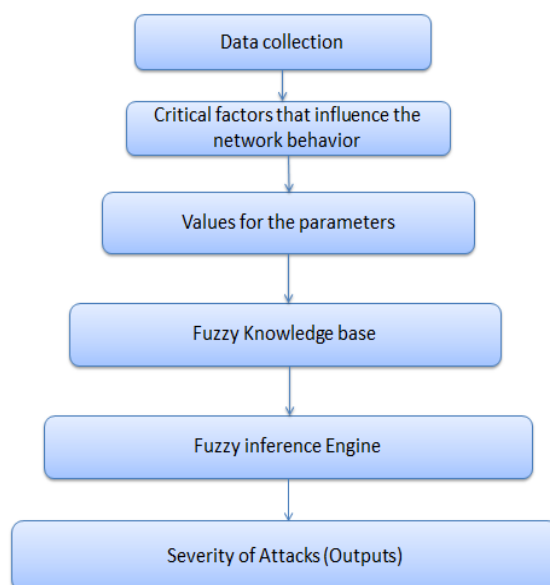 Data collection
Critical factors that influence the
network behavior
Values for the parameters
Fuzzy Knowledge base
Fuzzy inference Engine
Severity of Attacks (Outputs)